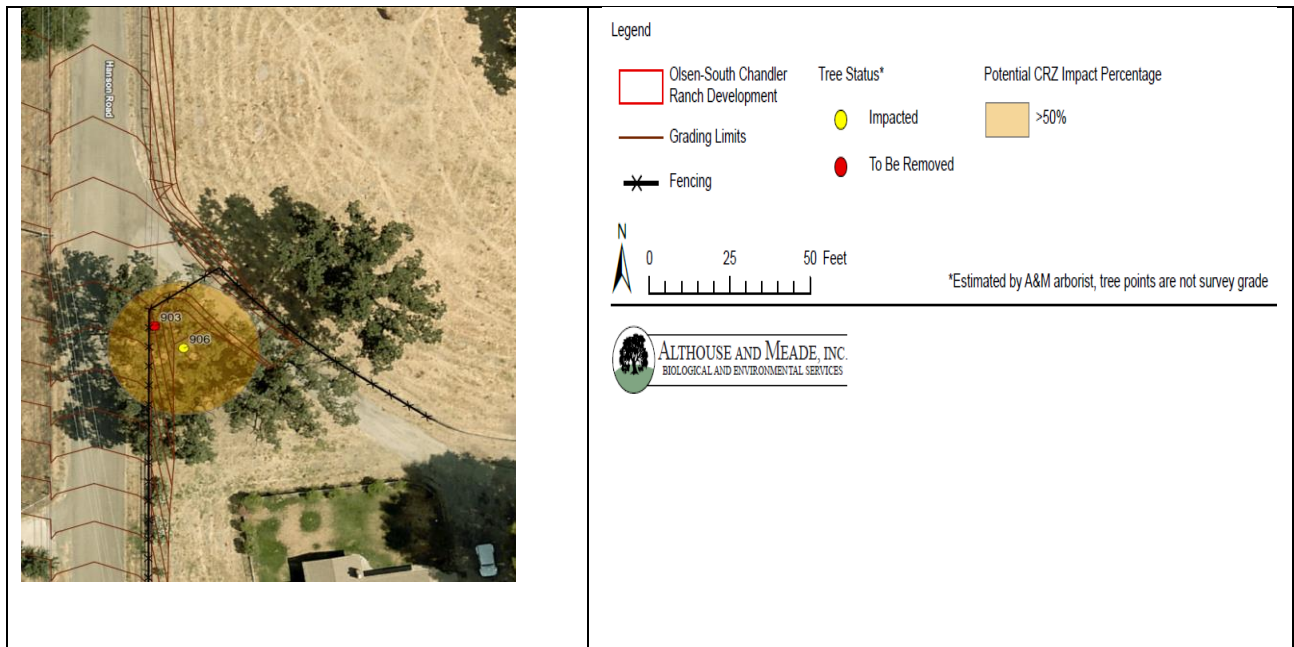 Hanson Road
903
906
Legend
Olsen-South Chandler
Ranch Development
Grading Limits
Fencing
Tree Status*
Impacted
To Be Removed
Potential CRZ Impact Percentage
>50%
N
0 25 50 Feet
*Estimated by A&M arborist, tree points are not survey grade
ALTHOUSE AND MEADE, INC.
BIOLOGICAL AND ENVIRONMENTAL SERVICES